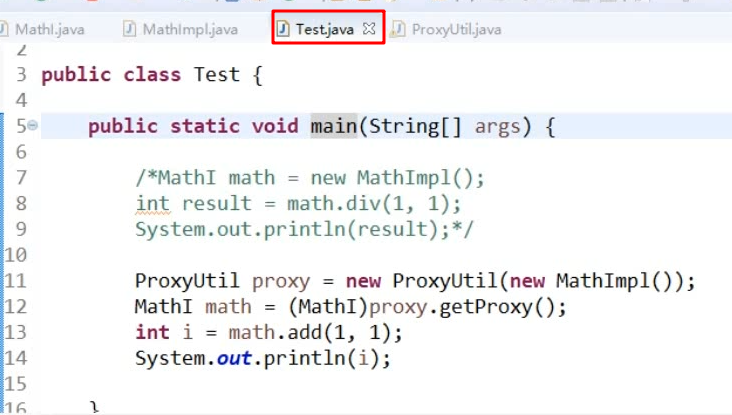 MathI.java MathImpl.java Test.java ProxyUtil.java
2
3 public class Test {
4
5 public static void main(String[] args) {
6
7 /*MathI math = new MathImpl();
8 int result = math.div(1, 1);
9 System.out.println(result);*/
10
11 ProxyUtil proxy = new ProxyUtil(new MathImpl());
12 MathI math = (MathI)proxy.getProxy();
13 int i = math.add(1, 1);
14 System.out.println(i);
15
16 }